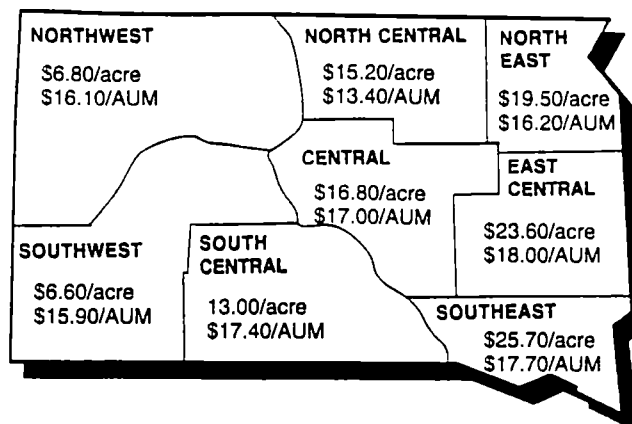 NORTHWEST
$6.80/acre
$16.10/AUM
NORTH CENTRAL
$15.20/acre
$13.40/AUM
NORTH
EAST
$19.50/acre
$16.20/AUM
CENTRAL
$16.80/acre
$17.00/AUM
EAST
CENTRAL
$23.60/acre
$18.00/AUM
SOUTHWEST
$6.60/acre
$15.90/AUM
SOUTH
CENTRAL
13.00/acre
$17.40/AUM
SOUTHEAST
$25.70/acre
$17.70/AUM